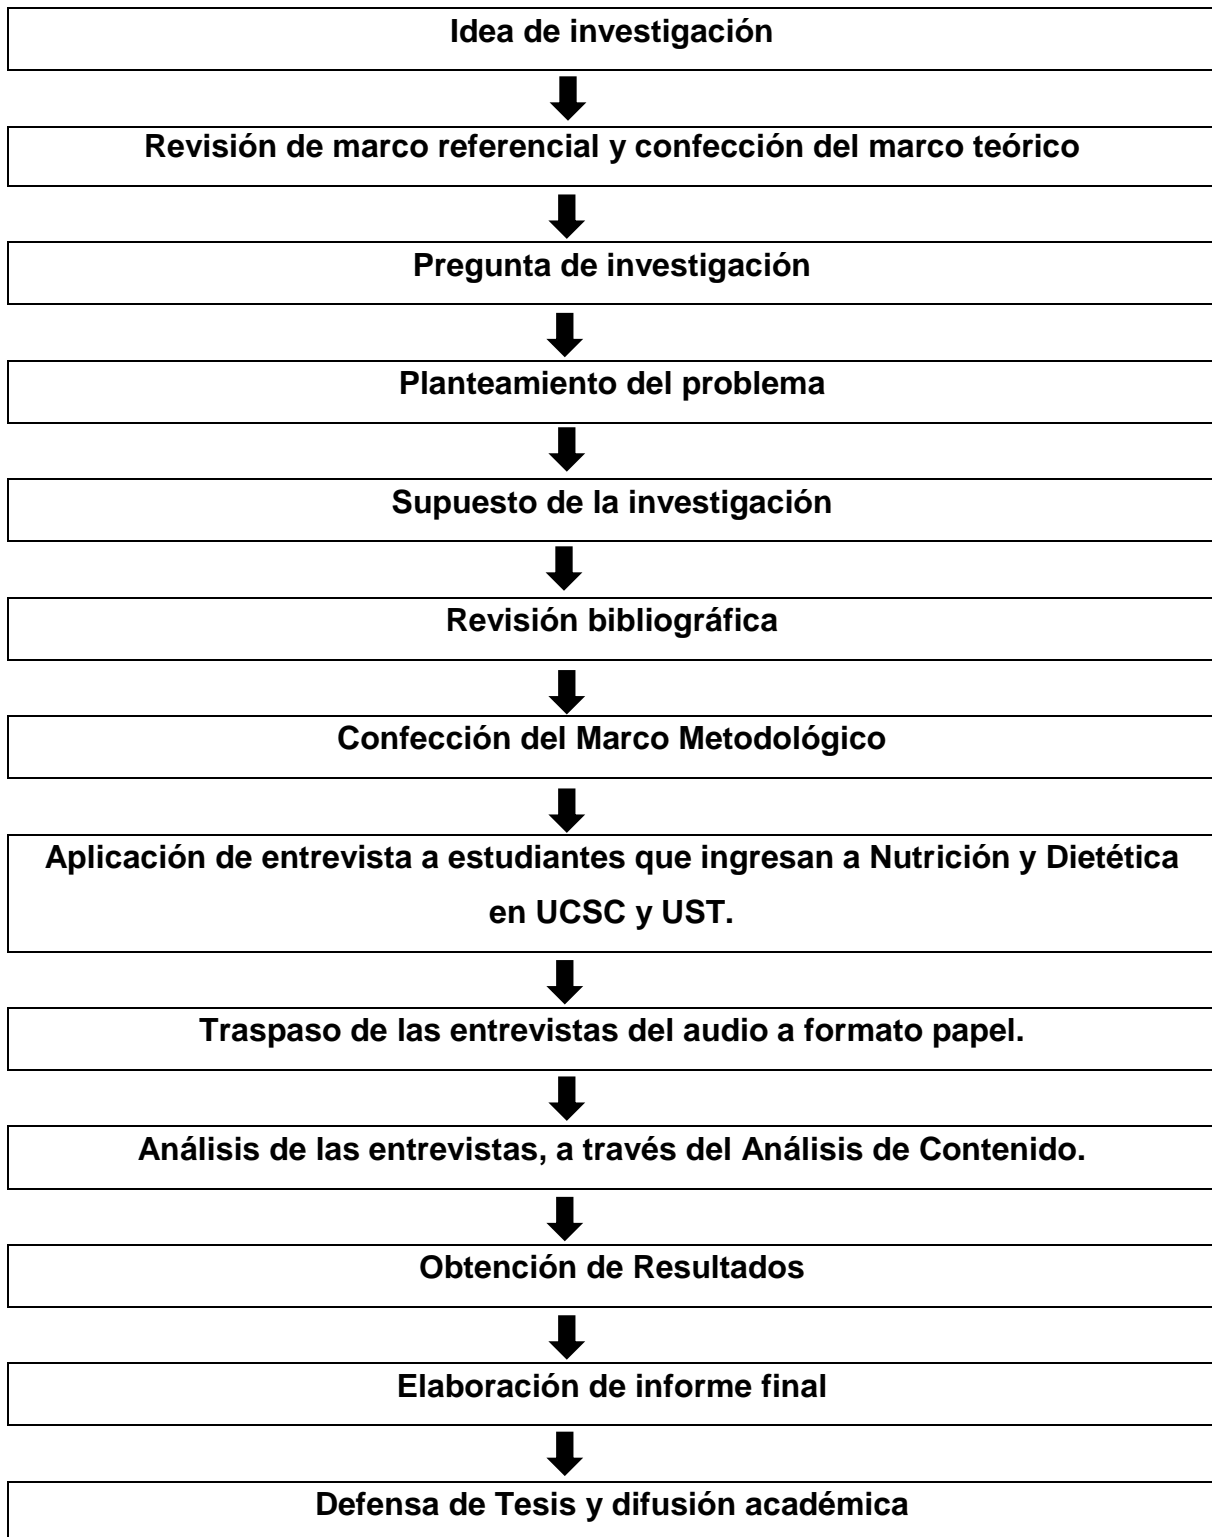 Idea de investigación
Revisión de marco referencial y confección del marco teórico
Pregunta de investigación
Planteamiento del problema
Supuesto de la investigación
Revisión bibliográfica
Confección del Marco Metodológico
Aplicación de entrevista a estudiantes que ingresan a Nutrición y Dietética
en UCSC y UST.
Traspaso de las entrevistas del audio a formato papel.
Análisis de las entrevistas, a través del Análisis de Contenido.
Obtención de Resultados
Elaboración de informe final
Defensa de Tesis y difusión académica